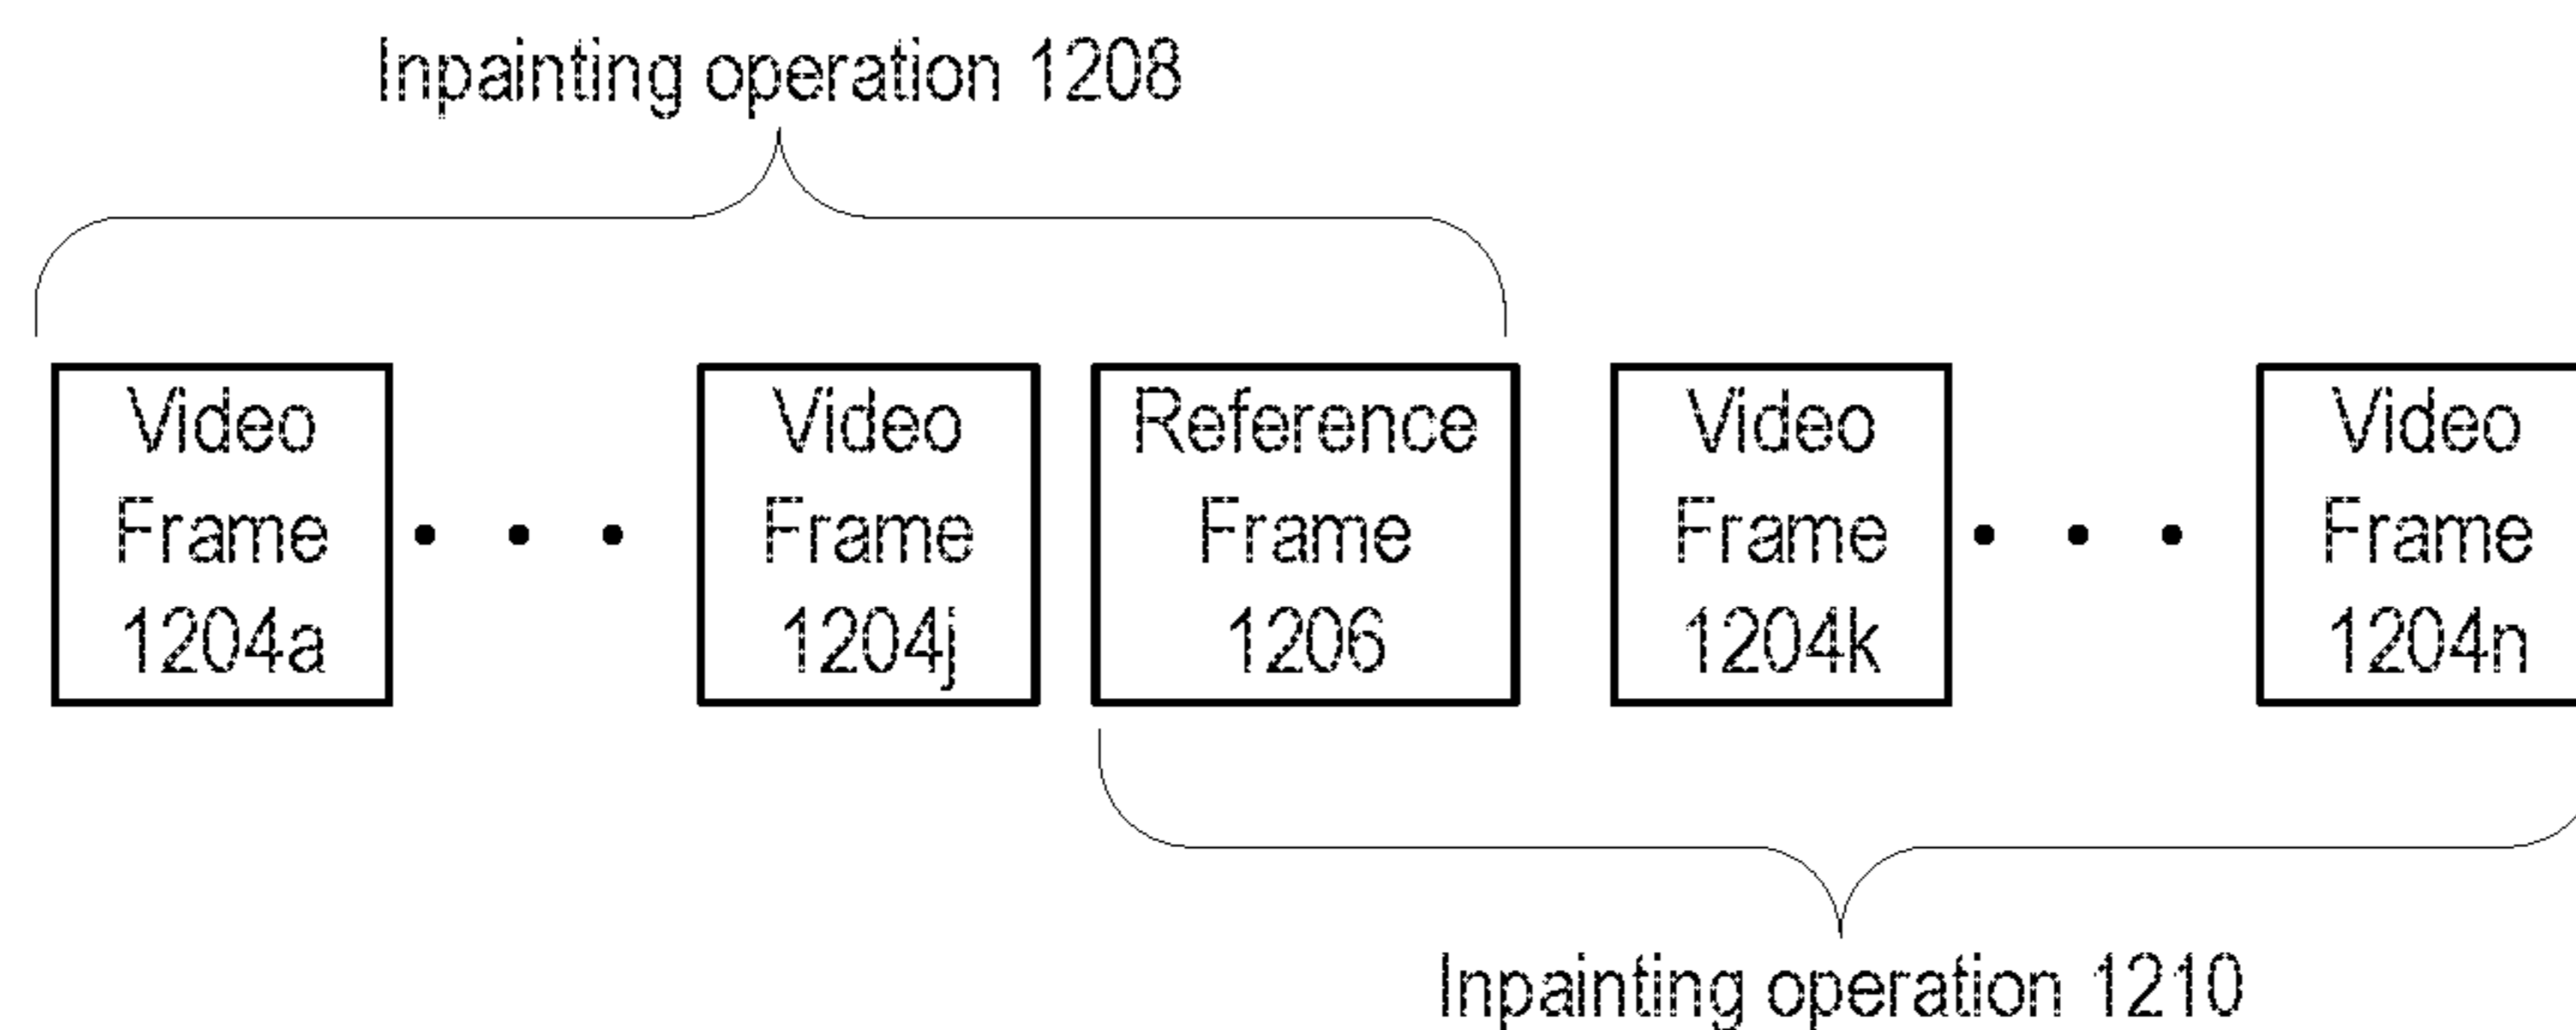 Inpainting operation 1208
Video
Frame
1204a
Video
Frame
1204j
Reference
Frame
1206
Video
Frame
1204k
Video
Frame
1204n
Inpainting operation 1210